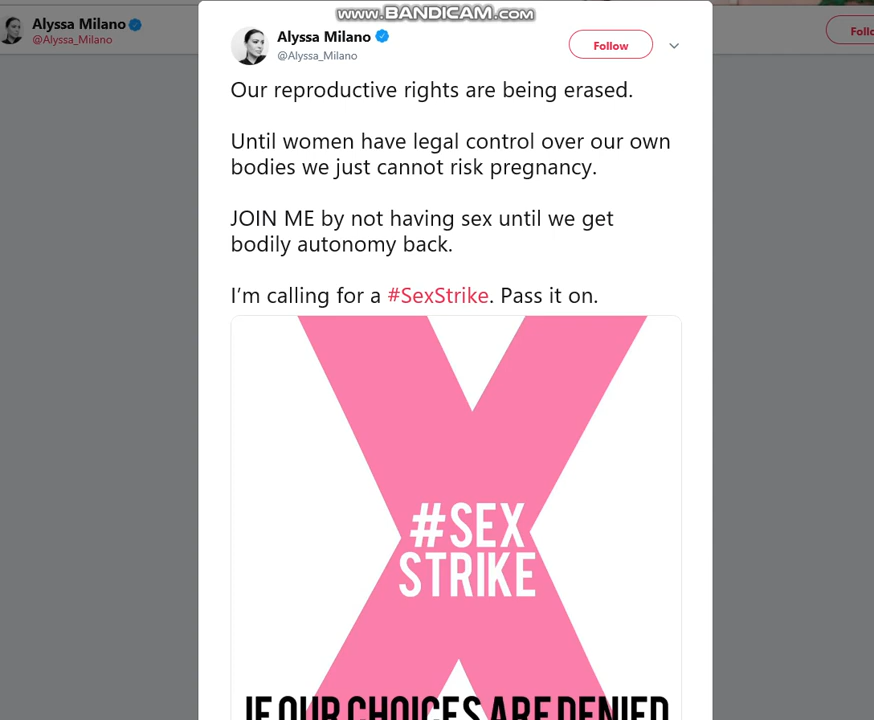 www.BANDICAM.com
Alyssa Milano
@Alyssa_Milano
Alyssa Milano
@Alyssa_Milano
Follow
Our reproductive rights are being erased.
Until women have legal control over our own
bodies we just cannot risk pregnancy.
JOIN ME by not having sex until we get
bodily autonomy back.
I'm calling for a #SexStrike. Pass it on.
#SEX
STRIKE
IF OUR CHOICES ARE DENIED